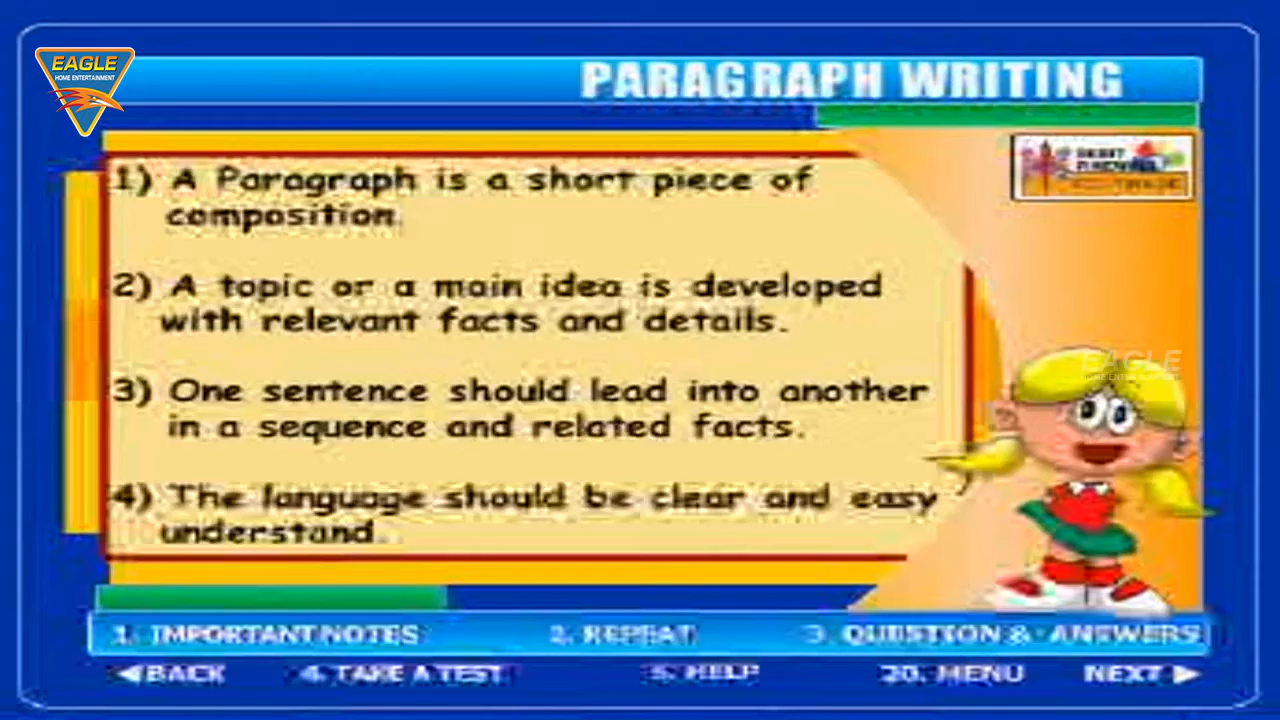 EAGLE
HOME ENTERTAINMENT
PARAGRAPH WRITING
1) A Paragraph is a short piece of
composition.
2) A topic or a main idea is developed
with relevant facts and details.
3) One sentence should lead into another
in a sequence and related facts.
4) The language should be clear and easy
understand.
EAGLE
1. IMPORTANT NOTES 2. REPEAT 3. QUESTION & ANSWERS
BACK 4. TAKE A TEST 5. HELP 20. MENU NEXT